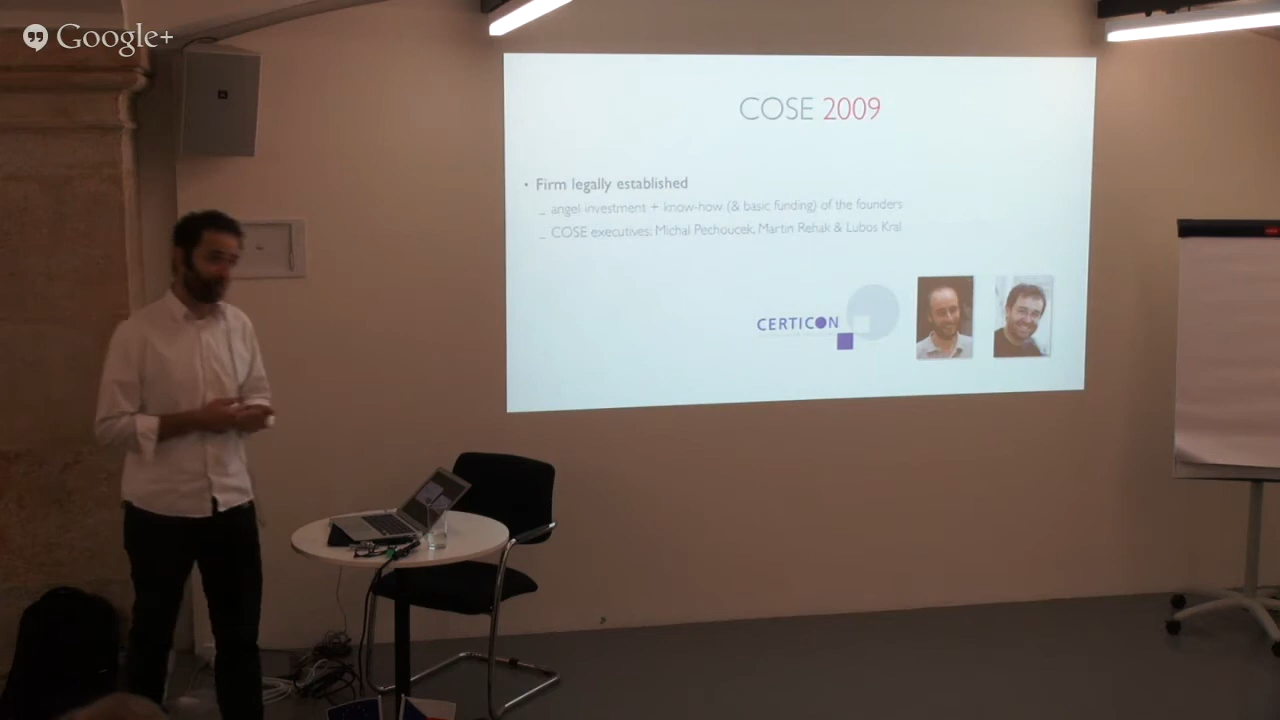 Google+
COSE 2009
• Firm legally established
_ angel investment + know-how (& basic funding) of the founders
_ COSE executives: Michal Pechoucek, Martin Rehak & Lubos Kral
CERTICON